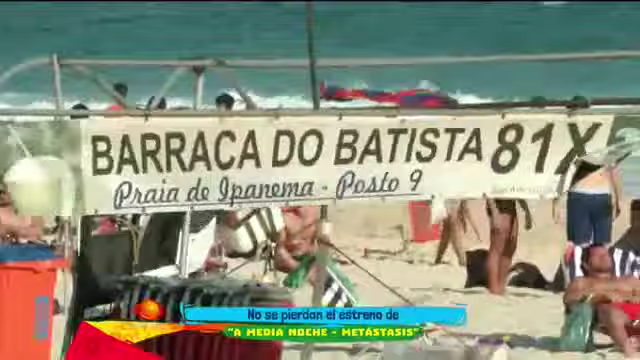 BARRACA DO BATISTA 81X
Praia de Ipanema - Posto 9
No se pierdan el estreno de
"A MEDIA NOCHE - METÁSTASIS"